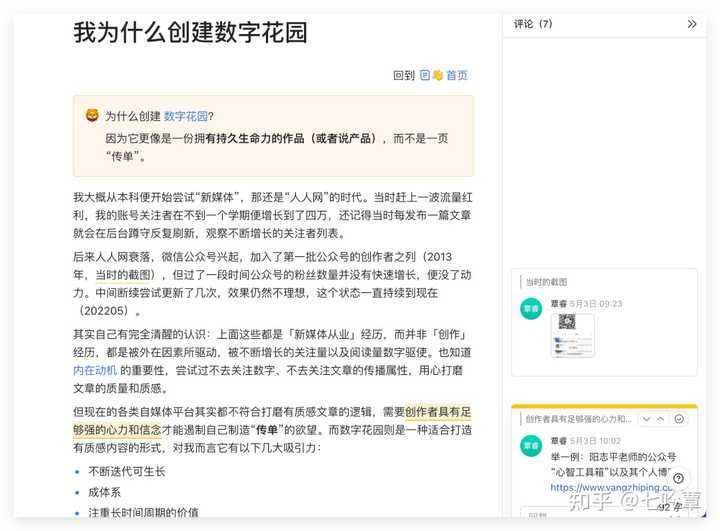 我为什么创建数字花园
评论（7）
回到 首页
为什么创建 数字花园?
因为它更像是一份拥有持久生命力的作品（或者说产品），而不是一页
“传单”。
我大概从本科便开始尝试“新媒体”，那还是“人人网”的时代。当时赶上一波流量红
利，我的账号关注者在不到一个学期便增长到了四万，还记得当时每发布一篇文章
就会在后台蹲守反复刷新，观察不断增长的关注者列表。
后来人人网衰落，微信公众号兴起，加入了第一批公众号的创作者之列（2013
年，当时的截图），但过了一段时间公众号的粉丝数量并没有快速增长，便没了动
力。中间断续尝试更新了几次，效果仍然不理想，这个状态一直持续到现在
（202205）。
其实自己有完全清醒的认识：上面这些都是「新媒体从业」经历，而并非「创作」
经历，都是被外在因素所驱动，被不断增长的关注量以及阅读量数字驱使。也知道
内在动机 的重要性，尝试过不去关注数字、不去关注文章的传播属性，用心打磨
文章的质量和质感。
但现在的各类自媒体平台其实都不符合打磨有质感文章的逻辑，需要创作者具有足
够强的心力和信念才能遏制自己制造“传单”的欲望。而数字花园则是一种适合打造
有质感内容的形式，对我而言它有以下几大吸引力：
不断迭代可生长
成体系
注重长时间周期的价值
当时的截图
覃睿
覃睿 5月3日 09:23
创作者具有足够强的心力和...
覃睿
覃睿 5月3日 10:02
举一例：阳志平老师的公众号
“心智工具箱”以及其个人博
https://www.yangzhiping.co
回复
92 字
知乎 @七吆覃